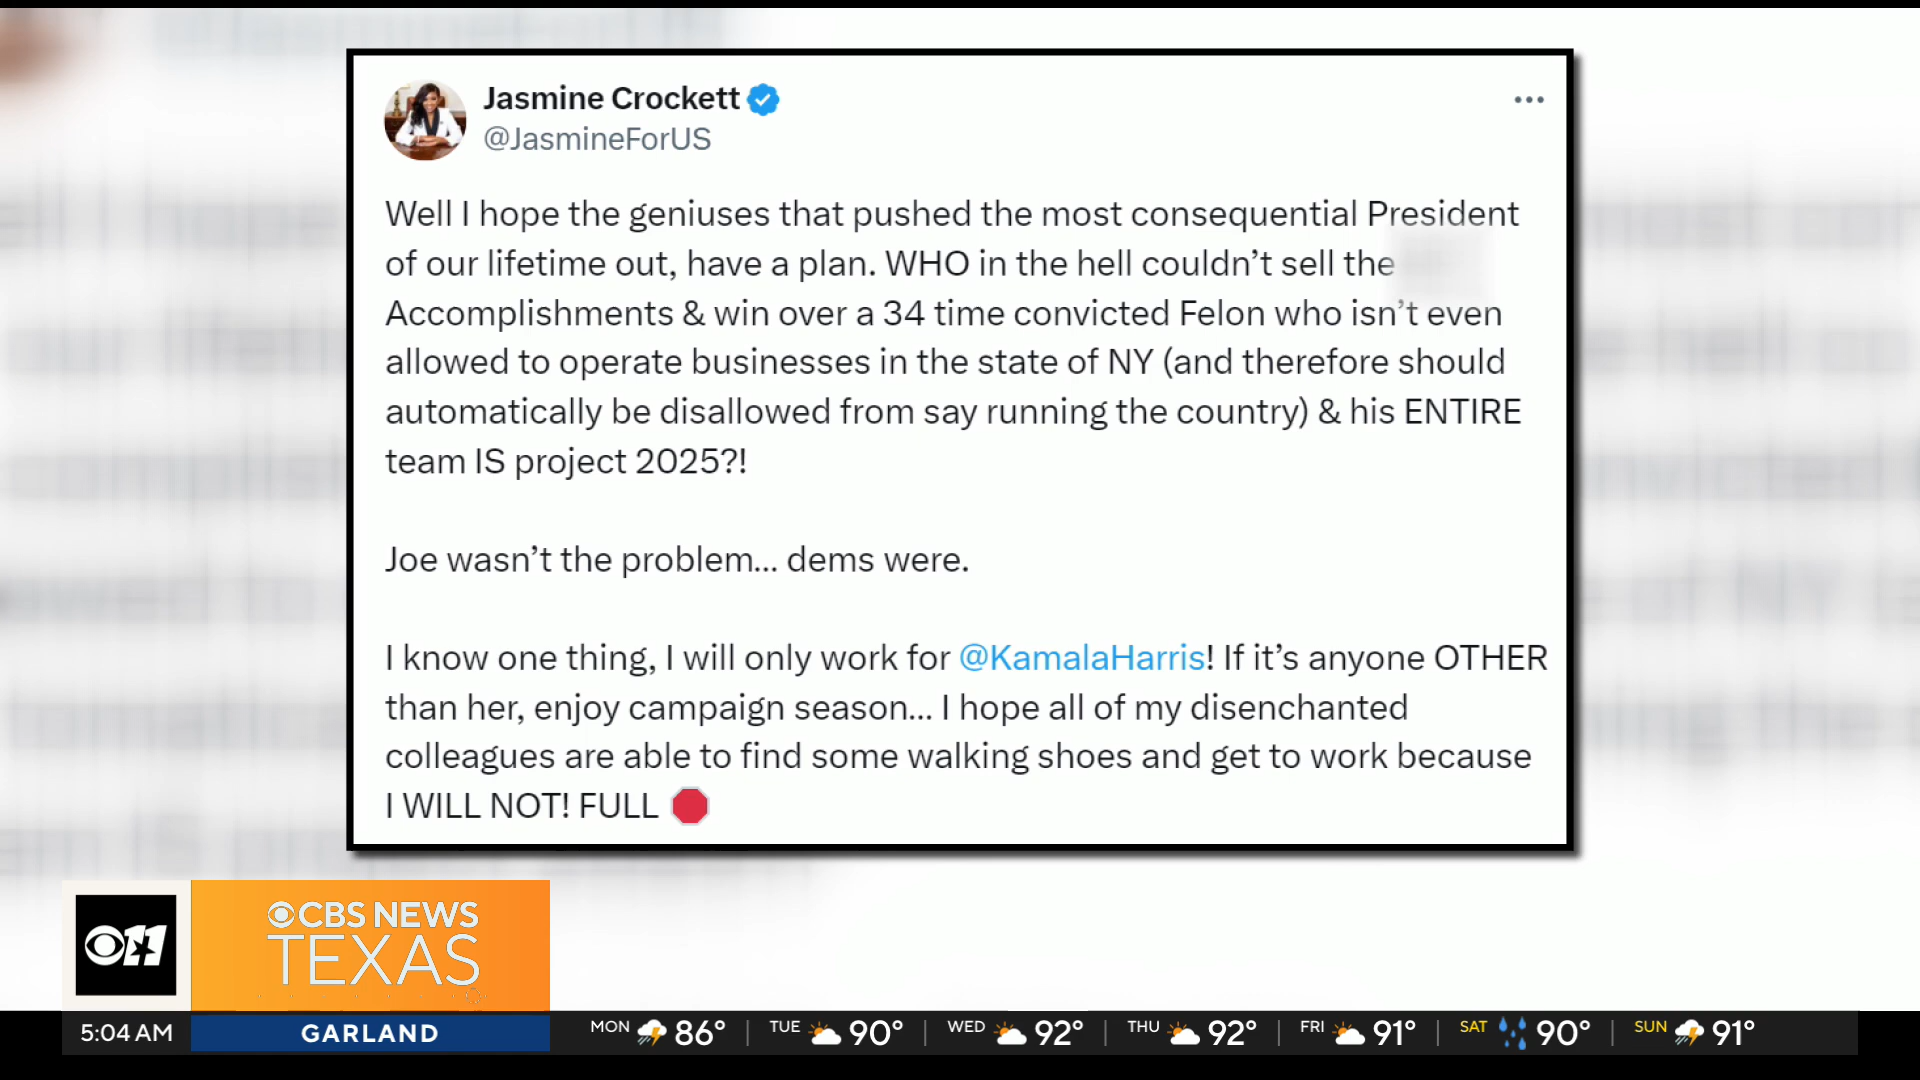 Jasmine Crockett
@JasmineForUS
Well I hope the geniuses that pushed the most consequential President
of our lifetime out, have a plan. WHO in the hell couldn’t sell the
Accomplishments & win over a 34 time convicted Felon who isn’t even
allowed to operate businesses in the state of NY (and therefore should
automatically be disallowed from say running the country) & his ENTIRE
team IS project 2025?!
Joe wasn’t the problem... dems were.
I know one thing, I will only work for @KamalaHarris! If it’s anyone OTHER
than her, enjoy campaign season... I hope all of my disenchanted
colleagues are able to find some walking shoes and get to work because
I WILL NOT! FULL
11
CBS NEWS
TEXAS
5:04 AM
GARLAND
MON 86° TUE 90° WED 92° THU 92° FRI 91° SAT 90° SUN 91°